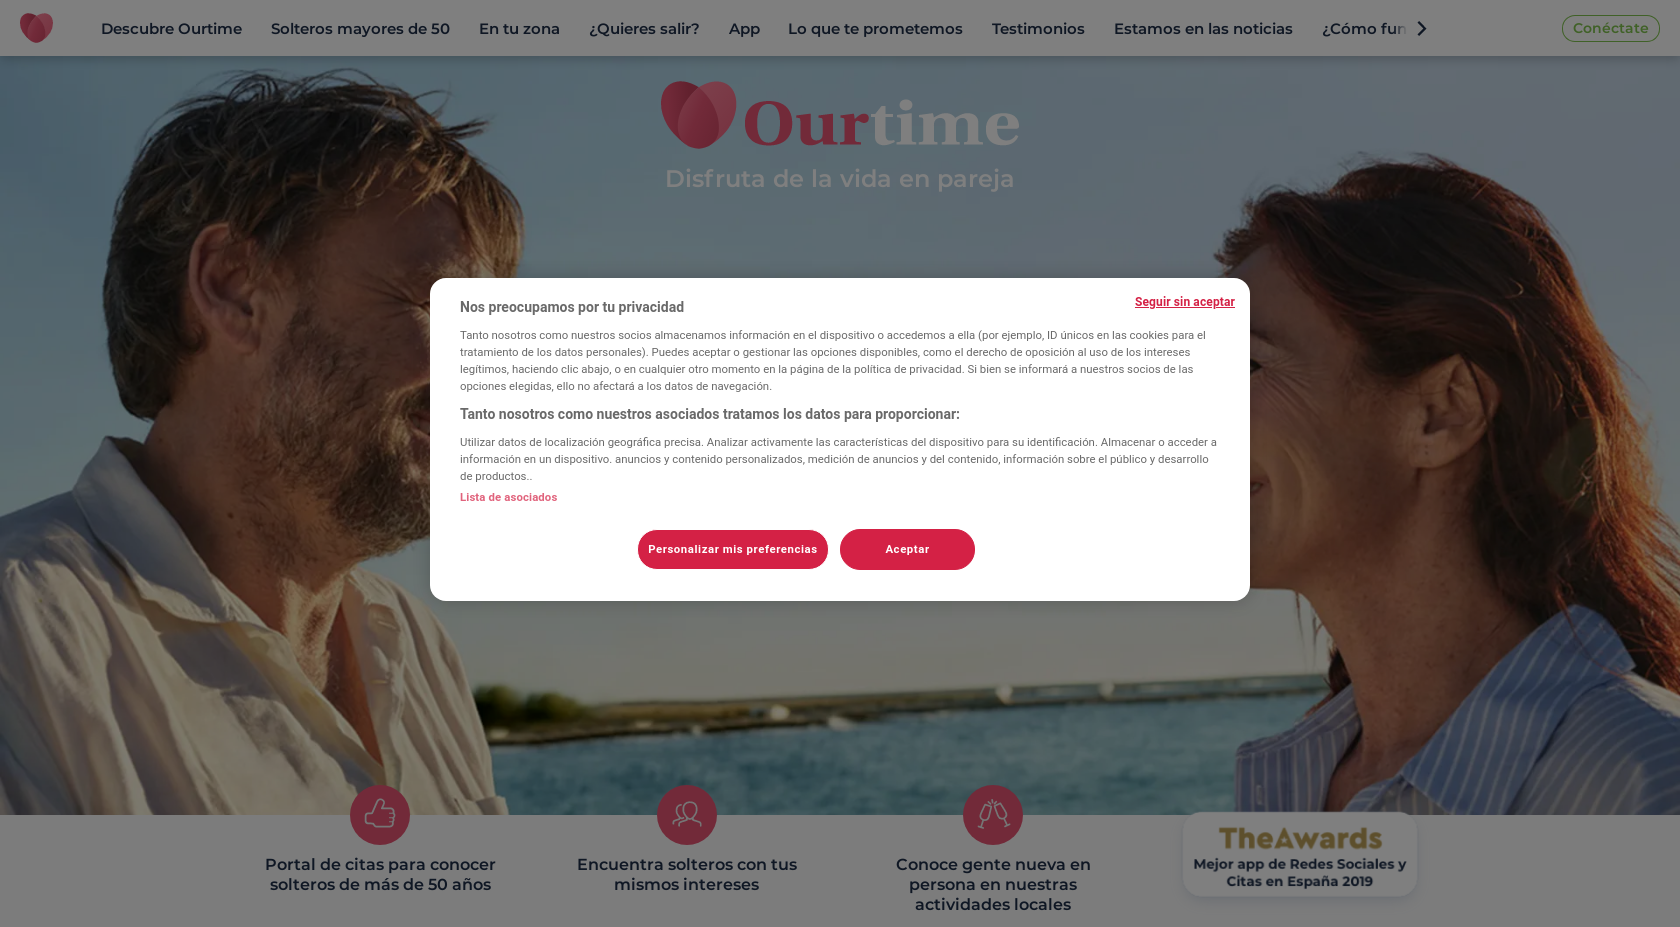 Descubre Ourtime
Solteros mayores de 50
En tu zona
¿Quieres salir?
App
Lo que te prometemos
Testimonios
Estamos en las noticias
¿Cómo fun
Conéctate
Ourtime
Disfruta de la vida en pareja
Seguir sin aceptar
Nos preocupamos por tu privacidad
Tanto nosotros como nuestros socios almacenamos información en el dispositivo o accedemos a ella (por ejemplo, ID únicos en las cookies para el
tratamiento de los datos personales). Puedes aceptar o gestionar las opciones disponibles, como el derecho de oposición al uso de los intereses
legítimos, haciendo clic abajo, o en cualquier otro momento en la página de la política de privacidad. Si bien se informará a nuestros socios de las
opciones elegidas, ello no afectará a los datos de navegación.
Tanto nosotros como nuestros asociados tratamos los datos para proporcionar:
Utilizar datos de localización geográfica precisa. Analizar activamente las características del dispositivo para su identificación. Almacenar o acceder a
información en un dispositivo. anuncios y contenido personalizados, medición de anuncios y del contenido, información sobre el público y desarrollo
de productos..
Lista de asociados
Personalizar mis preferencias
Aceptar
Portal de citas para conocer
solteros de más de 50 años
Encuentra solteros con tus
mismos intereses
Conoce gente nueva en
persona en nuestras
actividades locales
TheAwards
Mejor app de Redes Sociales y
Citas en España 2019